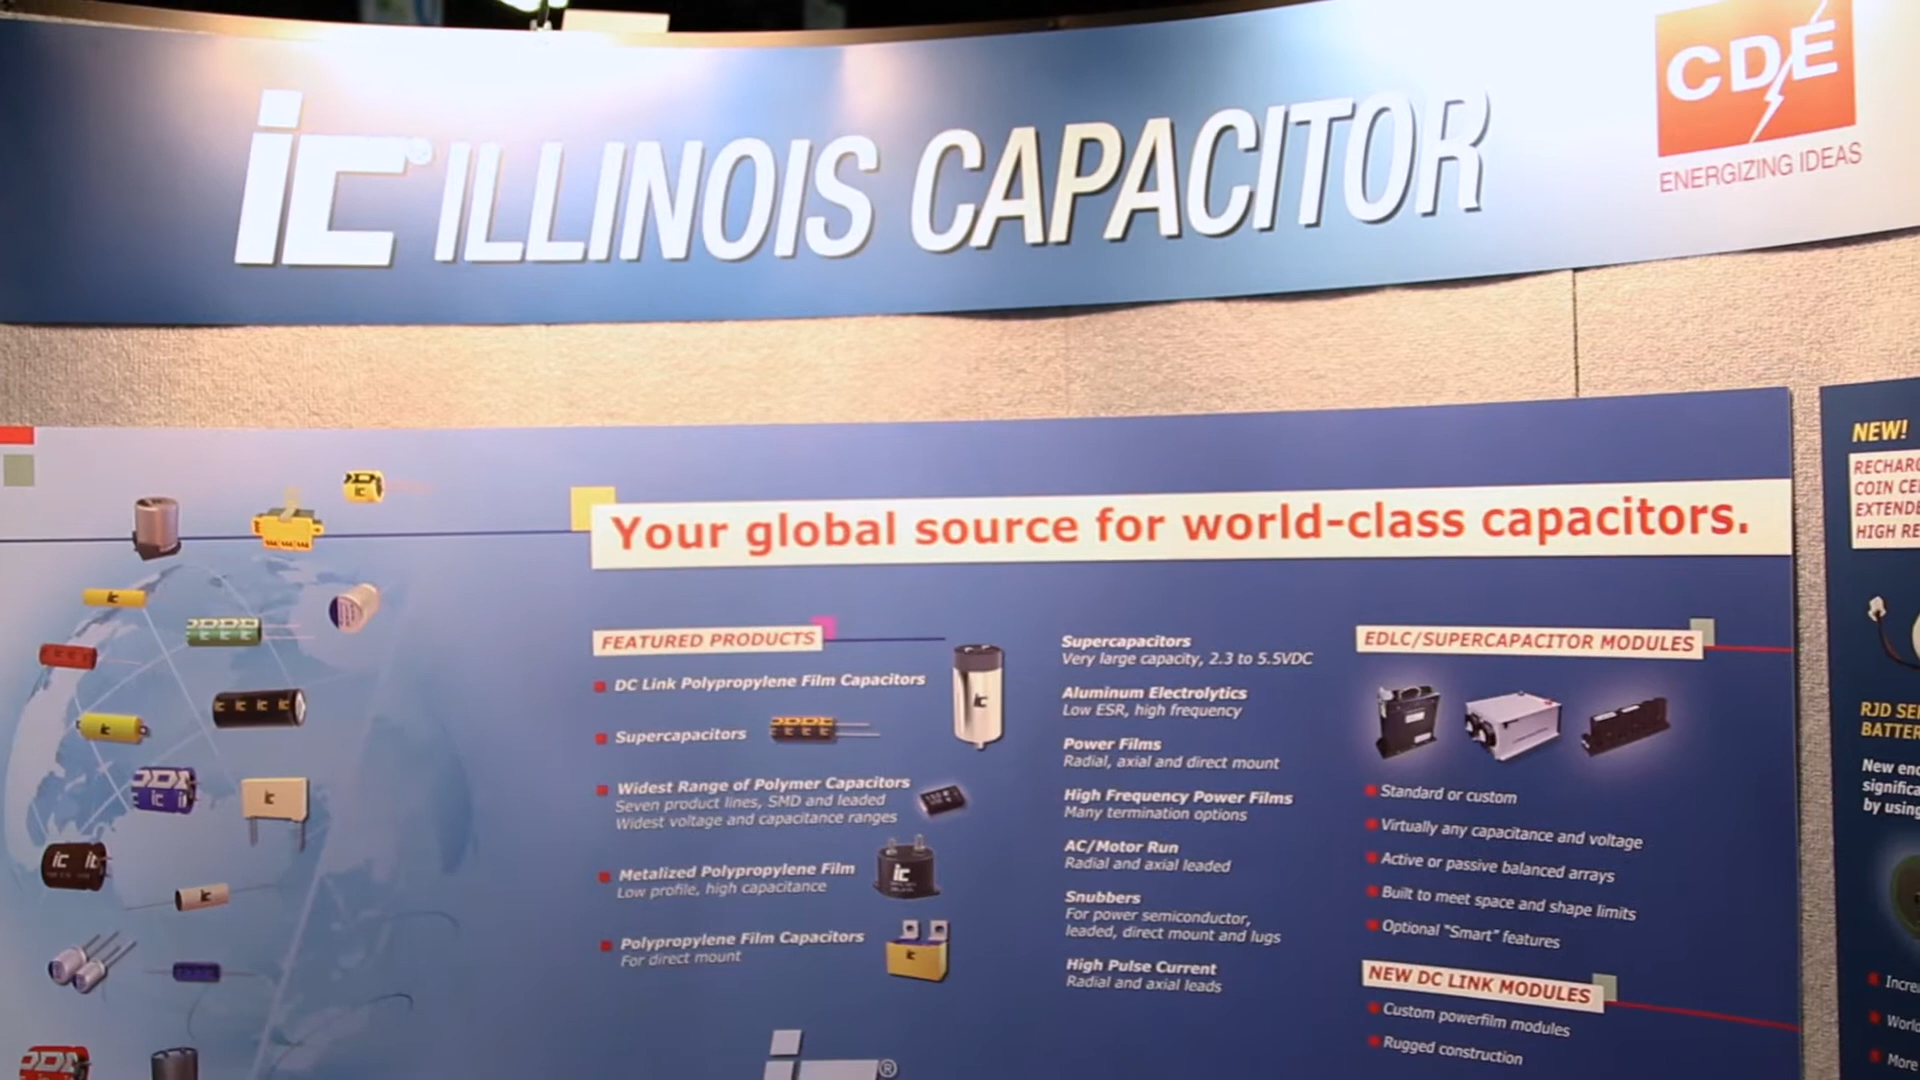 ic ILLINOIS CAPACITOR
CDE
ENERGIZING IDEAS
Your global source for world-class capacitors.
FEATURED PRODUCTS
DC Link Polypropylene Film Capacitors
Supercapacitors
Widest Range of Polymer Capacitors
Seven product lines, SMD and leaded
Widest voltage and capacitance ranges
Metalized Polypropylene Film
Low profile, high capacitance
Polypropylene Film Capacitors
For direct mount
Supercapacitors
Very large capacity, 2.3 to 5.5VDC
Aluminum Electrolytics
Low ESR, high frequency
Power Films
Radial, axial and direct mount
High Frequency Power Films
Many termination options
AC/Motor Run
Radial and axial leaded
Snubbers
For power semiconductor,
leaded, direct mount and lugs
High Pulse Current
Radial and axial leads
EDLC/SUPERCAPACITOR MODULES
Standard or custom
Virtually any capacitance and voltage
Active or passive balanced arrays
Built to meet space and shape limits
Optional "Smart" features
NEW DC LINK MODULES
Custom powerfilm modules
Rugged construction
NEW!
COIN
HIGH
RJD
New
by using
More